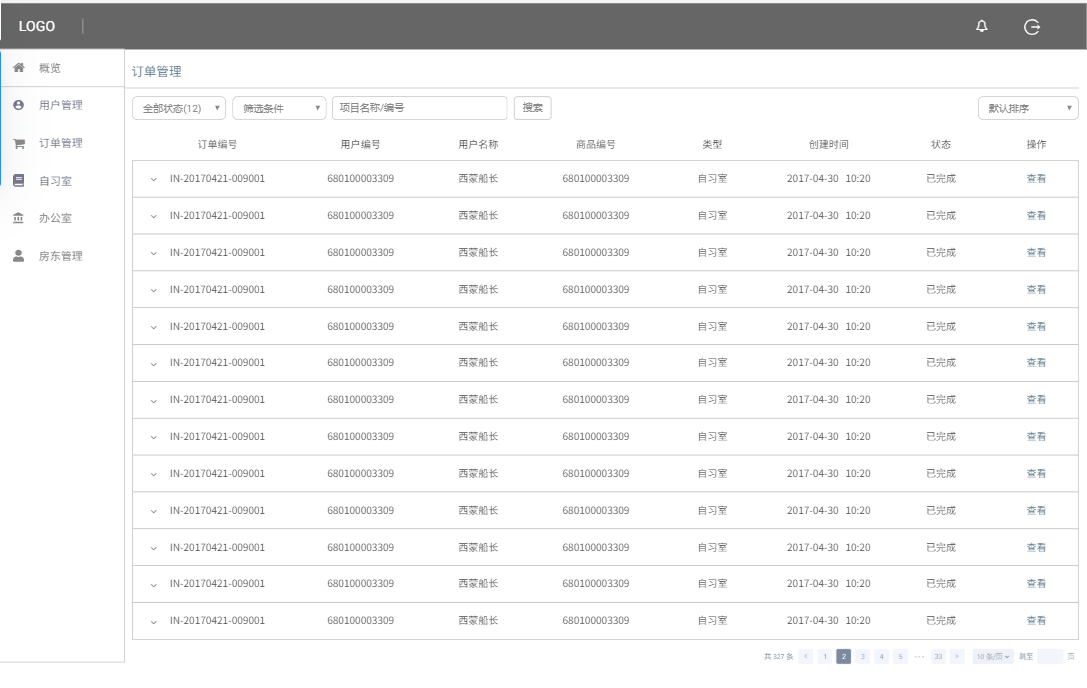 LOGO
概览
用户管理
订单管理
自习室
办公室
房东管理
订单管理
全部状态(12) 筛选条件 项目名称/编号 搜索 默认排序
订单编号 用户编号 用户名称 商品编号 类型 创建时间 状态 操作
IN-20170421-009001 680100003309 西蒙船长 680100003309 自习室 2017-04-30 10:20 已完成 查看
IN-20170421-009001 680100003309 西蒙船长 680100003309 自习室 2017-04-30 10:20 已完成 查看
IN-20170421-009001 680100003309 西蒙船长 680100003309 自习室 2017-04-30 10:20 已完成 查看
IN-20170421-009001 680100003309 西蒙船长 680100003309 自习室 2017-04-30 10:20 已完成 查看
IN-20170421-009001 680100003309 西蒙船长 680100003309 自习室 2017-04-30 10:20 已完成 查看
IN-20170421-009001 680100003309 西蒙船长 680100003309 自习室 2017-04-30 10:20 已完成 查看
IN-20170421-009001 680100003309 西蒙船长 680100003309 自习室 2017-04-30 10:20 已完成 查看
IN-20170421-009001 680100003309 西蒙船长 680100003309 自习室 2017-04-30 10:20 已完成 查看
IN-20170421-009001 680100003309 西蒙船长 680100003309 自习室 2017-04-30 10:20 已完成 查看
IN-20170421-009001 680100003309 西蒙船长 680100003309 自习室 2017-04-30 10:20 已完成 查看
IN-20170421-009001 680100003309 西蒙船长 680100003309 自习室 2017-04-30 10:20 已完成 查看
IN-20170421-009001 680100003309 西蒙船长 680100003309 自习室 2017-04-30 10:20 已完成 查看
IN-20170421-009001 680100003309 西蒙船长 680100003309 自习室 2017-04-30 10:20 已完成 查看
共 327 条 < 1 2 3 4 5 ··· 33 > 10 条/页 跳至 页